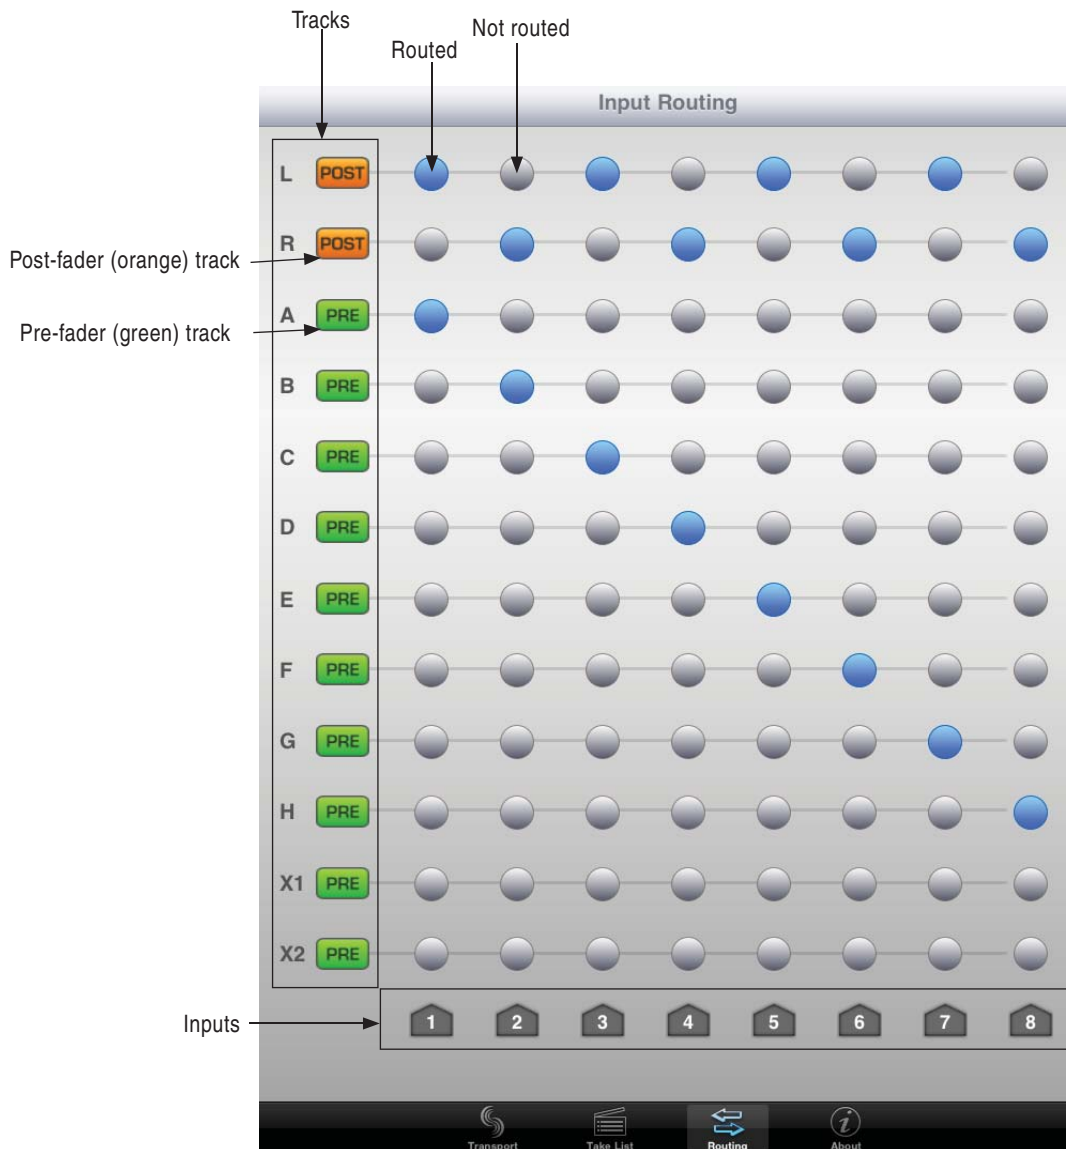 Tracks
Routed
Not routed
Input Routing
L POST
R POST
Post-fader (orange) track
A PRE
Pre-fader (green) track
B PRE
C PRE
D PRE
E PRE
F PRE
G PRE
H PRE
X1 PRE
X2 PRE
Inputs
1 2 3 4 5 6 7 8
Transport Take List Routing About